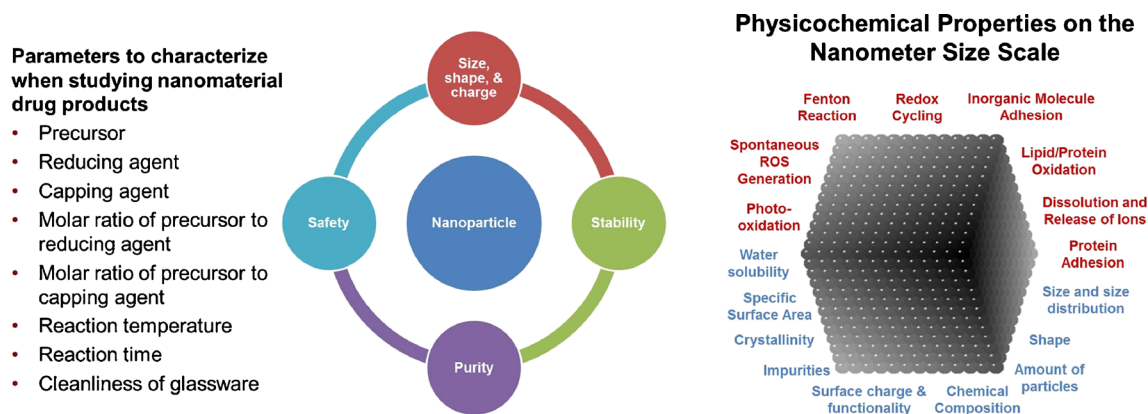 Parameters to characterize
when studying nanomaterial
drug products
• Precursor
• Reducing agent
• Capping agent
• Molar ratio of precursor to
reducing agent
• Molar ratio of precursor to
capping agent
• Reaction temperature
• Reaction time
• Cleanliness of glassware
Size,
shape, &
charge
Safety
Nanoparticle
Stability
Purity
Physicochemical Properties on the
Nanometer Size Scale
Fenton
Reaction
Redox
Cycling
Inorganic Molecule
Adhesion
Spontaneous
ROS
Generation
Lipid/Protein
Oxidation
Photo-
oxidation
Dissolution and
Release of Ions
Protein
Adhesion
Water
solubility
Size and size
distribution
Specific
Surface Area
Crystallinity
Shape
Impurities
Amount of
particles
Surface charge &
functionality
Chemical
Composition